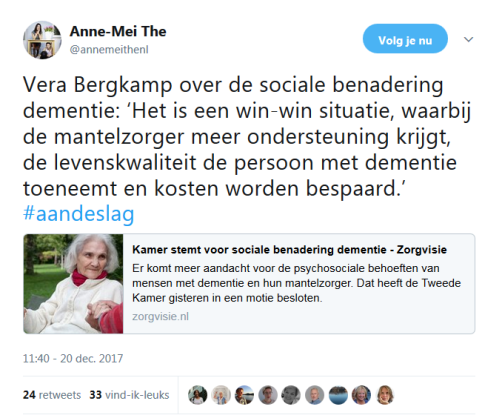 Anne-Mei The
@annemeithenl
Volg je nu
Vera Bergkamp over de sociale benadering
dementie: ‘Het is een win-win situatie, waarbij
de mantelzorger meer ondersteuning krijgt,
de levenskwaliteit de persoon met dementie
toeneemt en kosten worden bespaard.’
#aandeslag
Kamer stemt voor sociale benadering dementie - Zorgvisie
Er komt meer aandacht voor de psychosociale behoeften van
mensen met dementie en hun mantelzorger. Dat heeft de Tweede
Kamer gisteren in een motie besloten.
zorgvisie.nl
11:40 - 20 dec. 2017
24 retweets 33 vind-ik-leuks